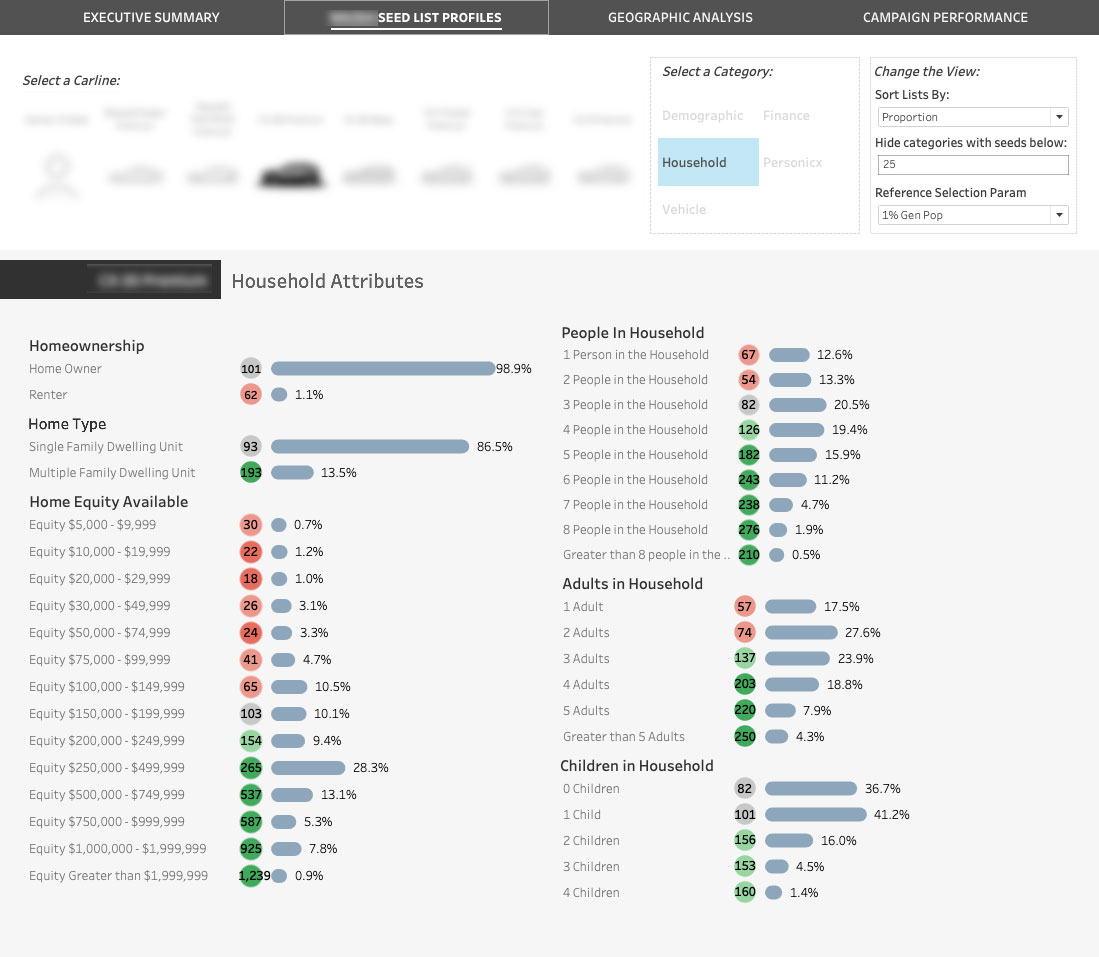 EXECUTIVE SUMMARY
SEED LIST PROFILES
GEOGRAPHIC ANALYSIS
CAMPAIGN PERFORMANCE
Select a Carline:
Select a Category:
Demographic
Finance
Household
Personicx
Vehicle
Change the View:
Sort Lists By:
Proportion
Hide categories with seeds below:
25
Reference Selection Param
1% Gen Pop
Household Attributes
Homeownership
Home Owner 101 98.9%
Renter 62 1.1%
Home Type
Single Family Dwelling Unit 93 86.5%
Multiple Family Dwelling Unit 193 13.5%
Home Equity Available
Equity $5,000 - $9,999 30 0.7%
Equity $10,000 - $19,999 22 1.2%
Equity $20,000 - $29,999 18 1.0%
Equity $30,000 - $49,999 26 3.1%
Equity $50,000 - $74,999 24 3.3%
Equity $75,000 - $99,999 41 4.7%
Equity $100,000 - $149,999 65 10.5%
Equity $150,000 - $199,999 103 10.1%
Equity $200,000 - $249,999 154 9.4%
Equity $250,000 - $499,999 265 28.3%
Equity $500,000 - $749,999 537 13.1%
Equity $750,000 - $999,999 587 5.3%
Equity $1,000,000 - $1,999,999 925 7.8%
Equity Greater than $1,999,999 1,239 0.9%
People In Household
1 Person in the Household 67 12.6%
2 People in the Household 54 13.3%
3 People in the Household 82 20.5%
4 People in the Household 126 19.4%
5 People in the Household 182 15.9%
6 People in the Household 243 11.2%
7 People in the Household 238 4.7%
8 People in the Household 276 1.9%
Greater than 8 people in the .. 210 0.5%
Adults in Household
1 Adult 57 17.5%
2 Adults 74 27.6%
3 Adults 137 23.9%
4 Adults 203 18.8%
5 Adults 220 7.9%
Greater than 5 Adults 250 4.3%
Children in Household
0 Children 82 36.7%
1 Child 101 41.2%
2 Children 156 16.0%
3 Children 153 4.5%
4 Children 160 1.4%